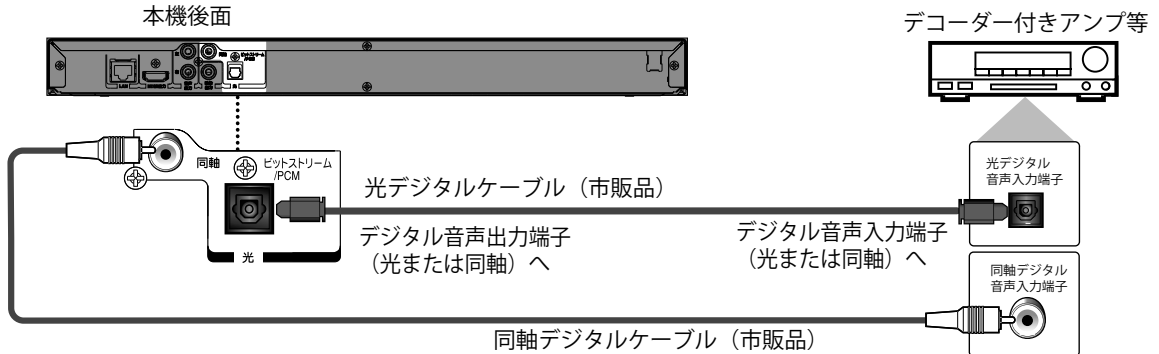 本機後面
デコーダー付きアンプ等
同軸
ビットストリーム
/PCM
光
光デジタルケーブル（市販品）
デジタル音声出力端子
（光または同軸）へ
デジタル音声入力端子
（光または同軸）へ
光デジタル
音声入力端子
同軸デジタル
音声入力端子
同軸デジタルケーブル（市販品）